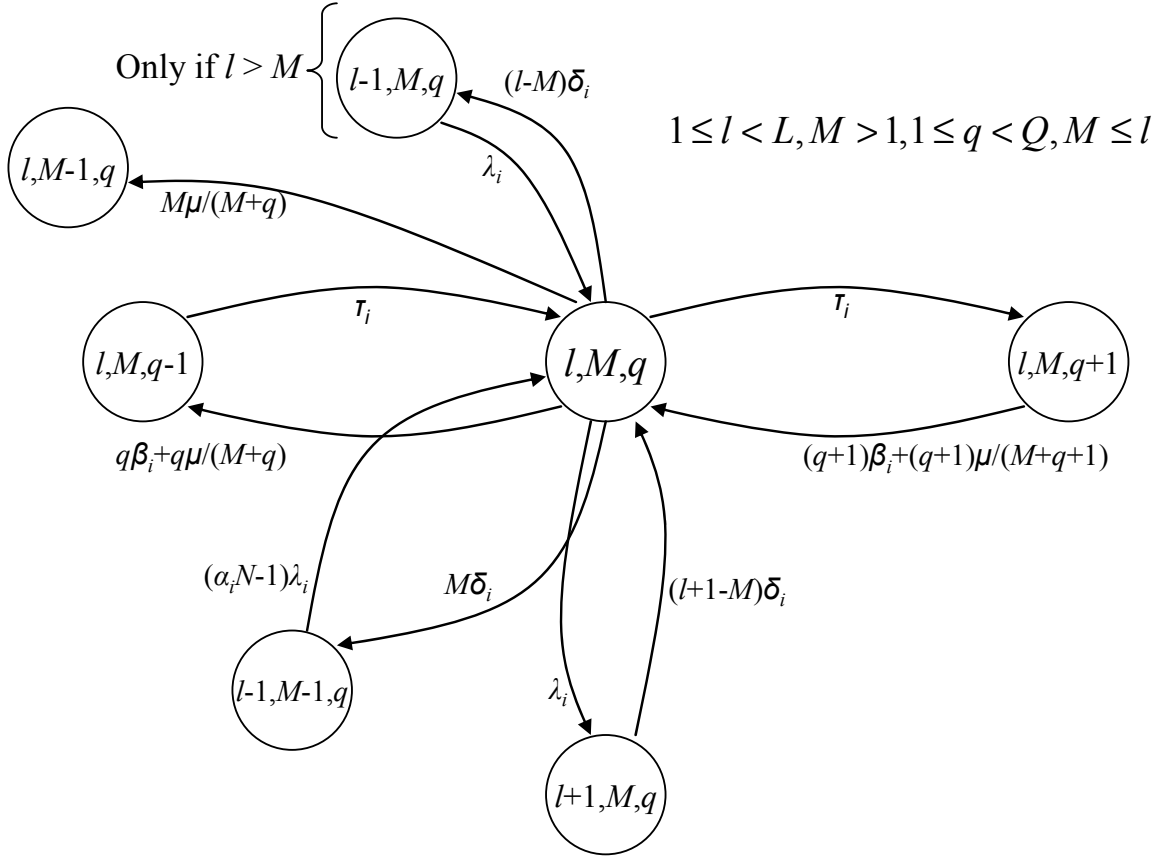 Only if l > M
l-1,M,q
(l-M)δᵢ
1 ≤ l < L, M > 1, 1 ≤ q < Q, M ≤ l
l,M-1,q
λᵢ
Mμ/(M+q)
τᵢ
τᵢ
l,M,q-1
l,M,q
l,M,q+1
qβᵢ+qμ/(M+q)
(q+1)βᵢ+(q+1)μ/(M+q+1)
(αᵢN-1)λᵢ
Mδᵢ
(l+1-M)δᵢ
l-1,M-1,q
λᵢ
l+1,M,q